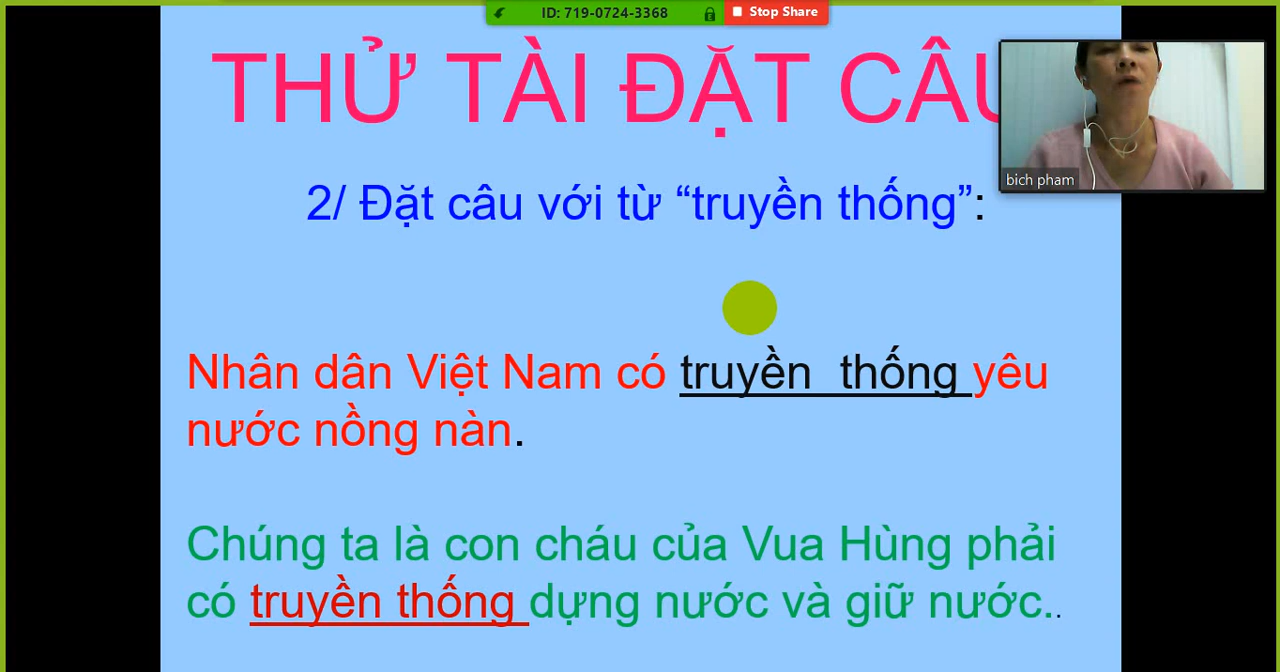 ID: 719-0724-3368
Stop Share
THỬ TÀI ĐẶT CÂU
bich pham
2/ Đặt câu với từ “truyền thống”:
Nhân dân Việt Nam có truyền thống yêu
nước nồng nàn.
Chúng ta là con cháu của Vua Hùng phải
có truyền thống dựng nước và giữ nước..